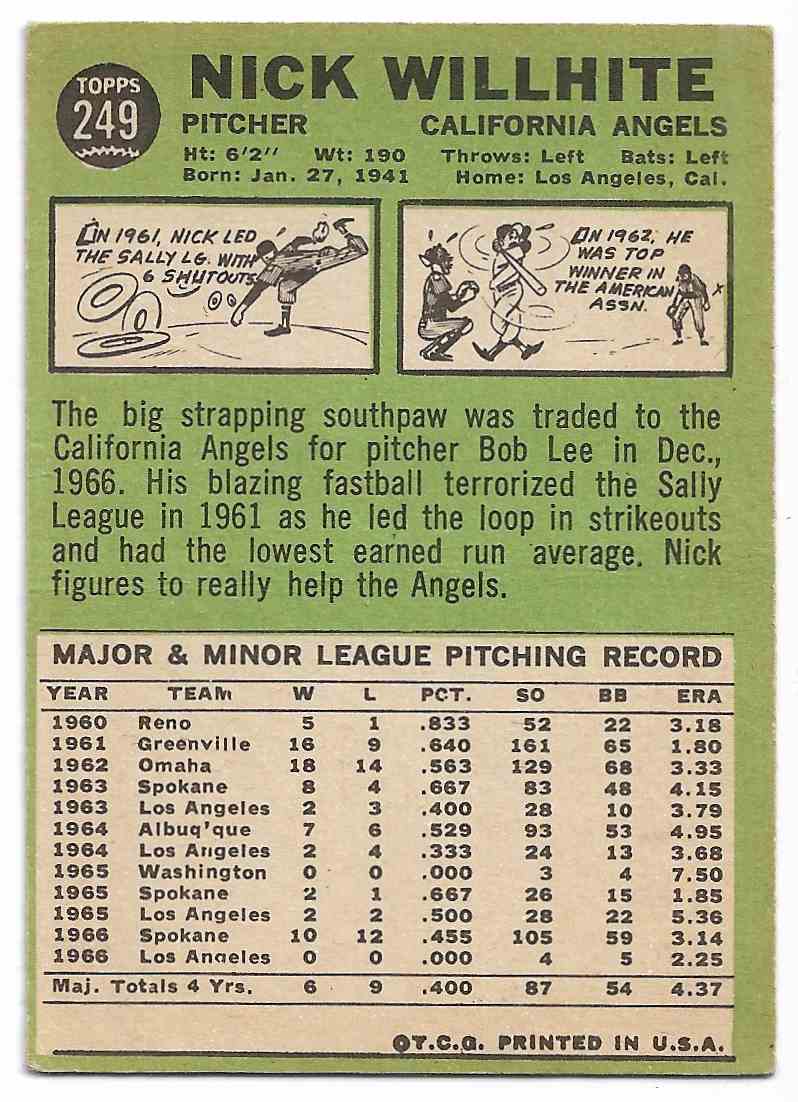 TOPPS
249
NICK WILLHITE
PITCHER CALIFORNIA ANGELS
Ht: 6'2" Wt: 190 Throws: Left Bats: Left
Born: Jan. 27, 1941 Home: Los Angeles, Cal.
IN 1961, NICK LED
THE SALLY LG. WITH
6 SHUTOUTS
IN 1962, HE
WAS TOP
WINNER IN
THE AMERICAN
ASSN.
The big strapping southpaw was traded to the
California Angels for pitcher Bob Lee in Dec.,
1966. His blazing fastball terrorized the Sally
League in 1961 as he led the loop in strikeouts
and had the lowest earned run average. Nick
figures to really help the Angels.
MAJOR & MINOR LEAGUE PITCHING RECORD
YEAR TEAM W L PCT. SO BB ERA
1960 Reno 5 1 .833 52 22 3.18
1961 Greenville 16 9 .640 161 65 1.80
1962 Omaha 18 14 .563 129 68 3.33
1963 Spokane 8 4 .667 83 48 4.15
1963 Los Angeles 2 3 .400 28 10 3.79
1964 Albuq'que 7 6 .529 93 53 4.95
1964 Los Angeles 2 4 .333 24 13 3.68
1965 Washington 0 0 .000 3 4 7.50
1965 Spokane 2 1 .667 26 15 1.85
1965 Los Angeles 2 2 .500 28 22 5.36
1966 Spokane 10 12 .455 105 59 3.14
1966 Los Angeles 0 0 .000 4 5 2.25
Maj. Totals 4 Yrs. 6 9 .400 87 54 4.37
©T.C.G. PRINTED IN U.S.A.